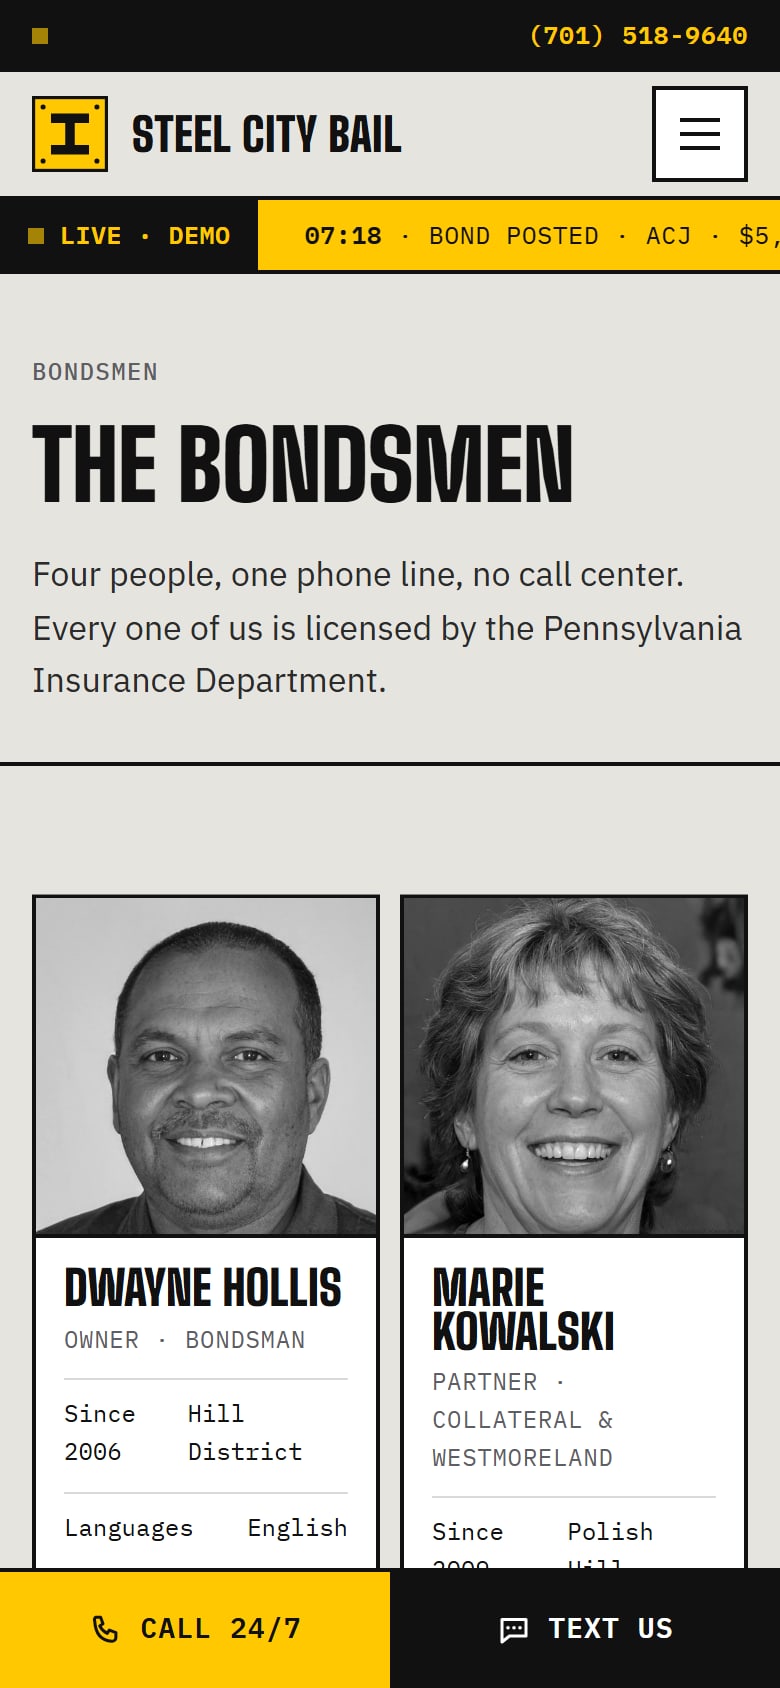 (701) 518-9640
STEEL CITY BAIL
LIVE · DEMO
07:18 · BOND POSTED · ACJ · $5,
BONDSMEN
THE BONDSMEN
Four people, one phone line, no call center.
Every one of us is licensed by the Pennsylvania
Insurance Department.
DWAYNE HOLLIS
OWNER · BONDSMAN
Since 2006
Hill District
Languages English
MARIE
KOWALSKI
PARTNER ·
COLLATERAL &
WESTMORELAND
Since 2009
Polish Hill
CALL 24/7
TEXT US